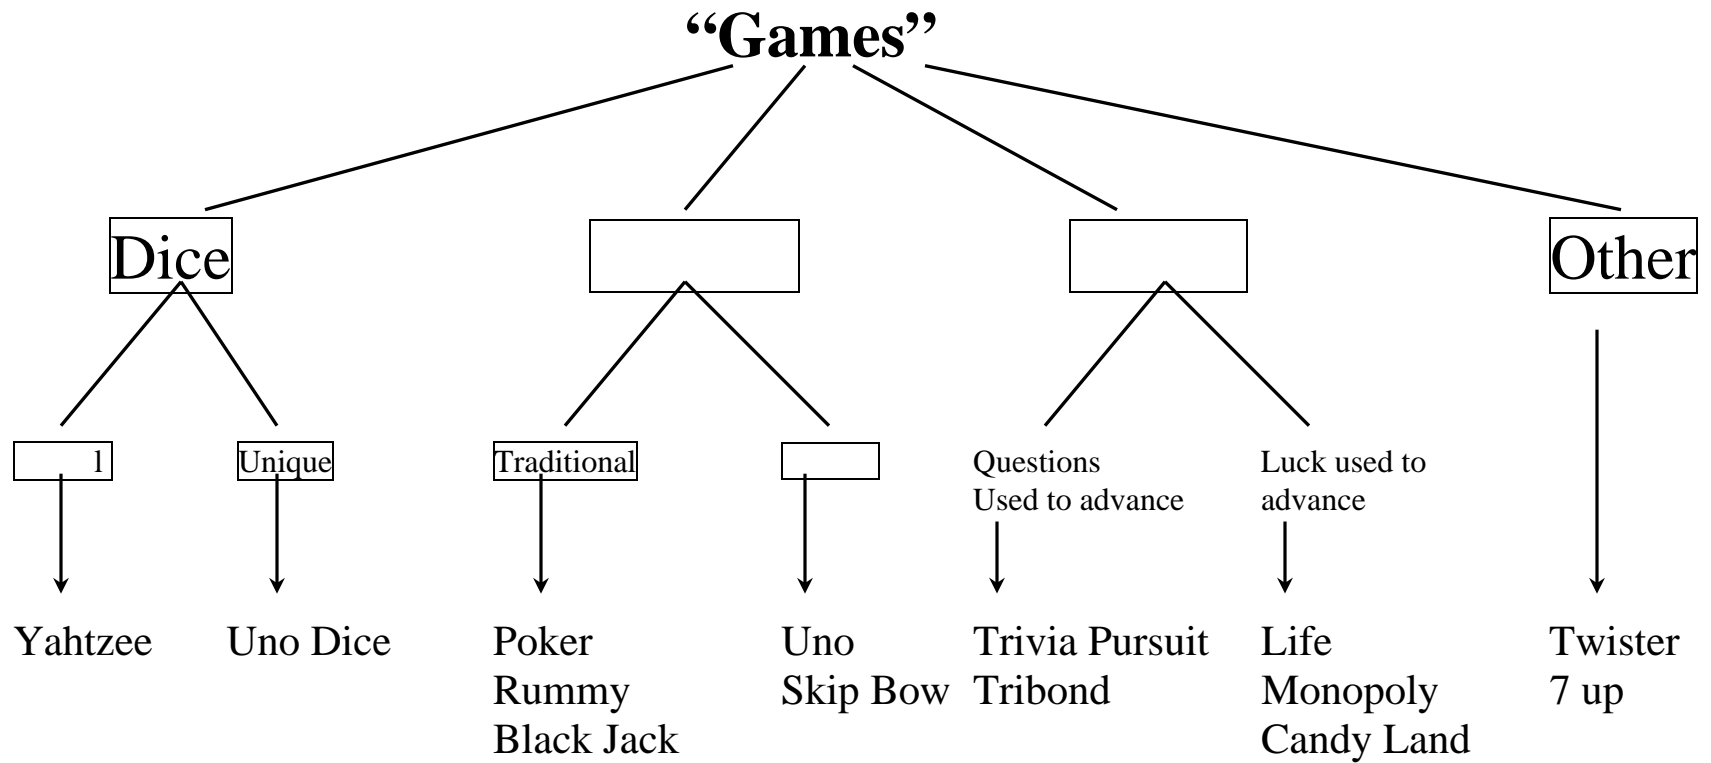 “Games”
Dice
Other
l
Unique
Traditional
Questions
Used to advance
Luck used to
advance
Yahtzee
Uno Dice
Poker
Rummy
Black Jack
Uno
Skip Bow
Trivia Pursuit
Tribond
Life
Monopoly
Candy Land
Twister
7 up